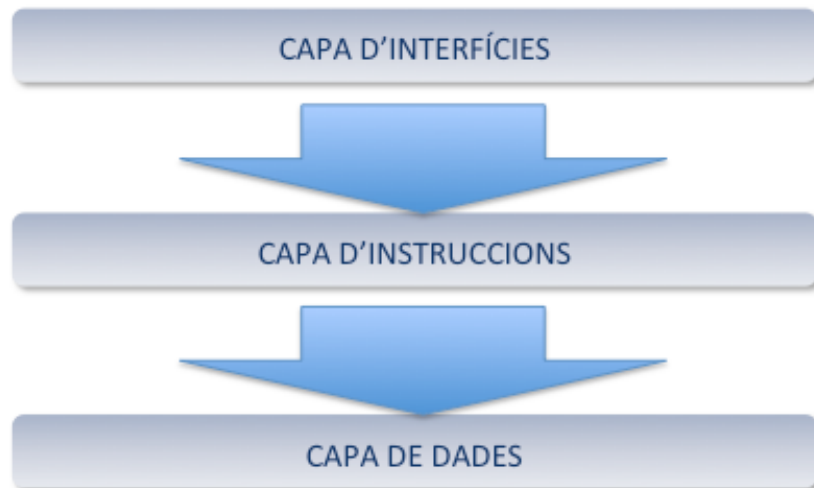 CAPA D’INTERFÍCIES
CAPA D’INSTRUCCIONS
CAPA DE DADES